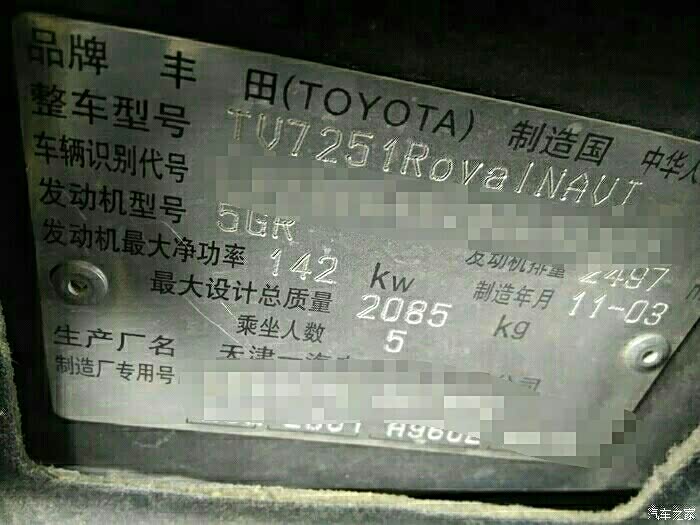 品牌 丰田(TOYOTA) 制造国 中华人
整车型号 TV7251RoyalNAVI
车辆识别代号
发动机型号 5GR 发动机排量 2497 m
发动机最大净功率 142 kw 制造年月 11-03
最大设计总质量 2085 kg
乘坐人数 5
生产厂名 天津一汽 公司
制造厂专用号
A960E
汽车之家